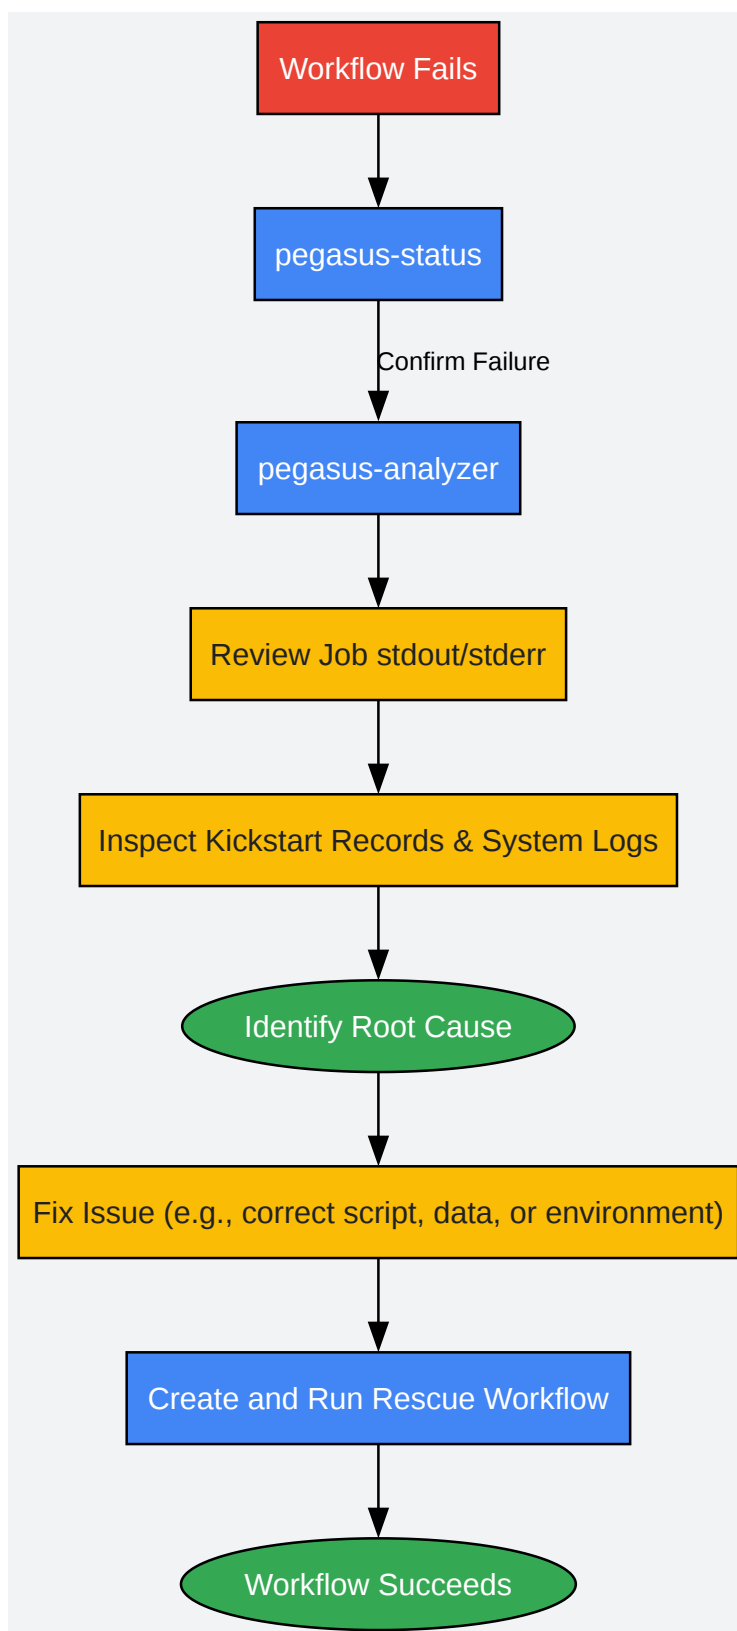 Workflow Fails
pegasus-status
Confirm Failure
pegasus-analyzer
Review Job stdout/stderr
Inspect Kickstart Records & System Logs
Identify Root Cause
Fix Issue (e.g., correct script, data, or environment)
Create and Run Rescue Workflow
Workflow Succeeds